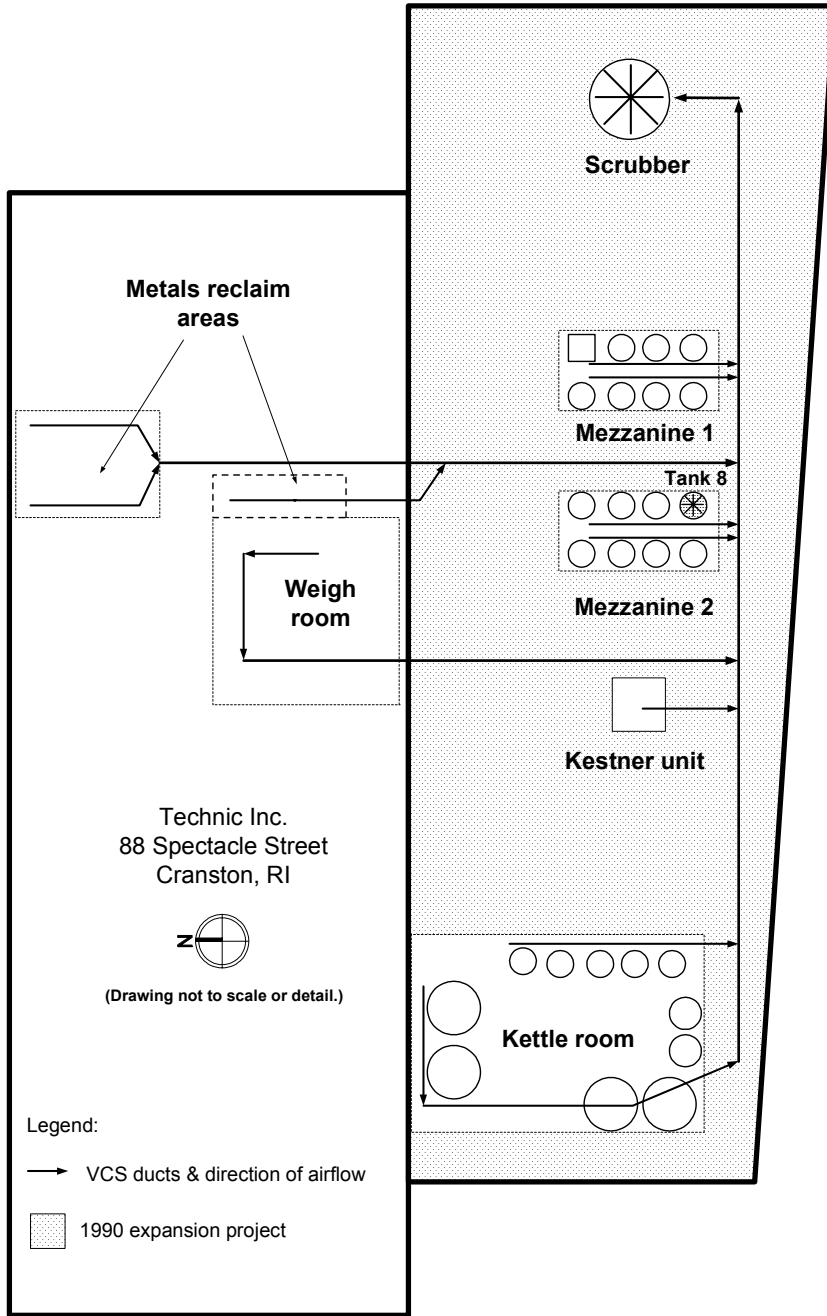 Scrubber
Metals reclaim
areas
Mezzanine 1
Tank 8
Weigh
room
Mezzanine 2
Kestner unit
Technic Inc.
88 Spectacle Street
Cranston, RI
N
(Drawing not to scale or detail.)
Kettle room
Legend:
VCS ducts & direction of airflow
1990 expansion project